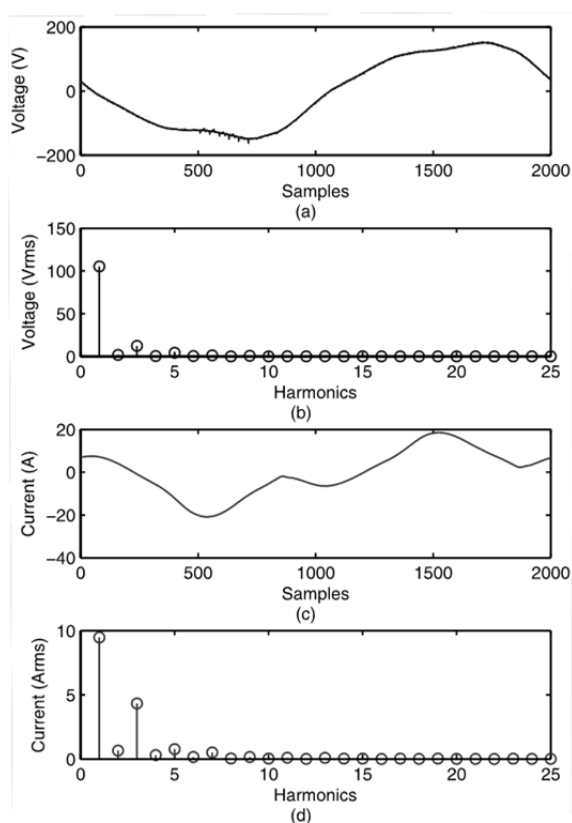 200
0
−200
Voltage (V)
0 500 1000 1500 2000
Samples
(a)
150
100
50
0
Voltage (Vrms)
0 5 10 15 20 25
Harmonics
(b)
20
0
−20
−40
Current (A)
0 500 1000 1500 2000
Samples
(c)
10
5
0
Current (Arms)
0 5 10 15 20 25
Harmonics
(d)